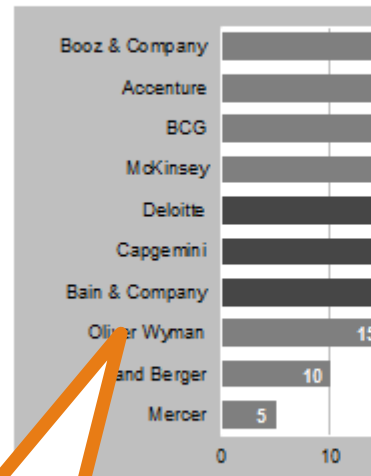 Booz & Company
Accenture
BCG
McKinsey
Deloitte
Capgemini
Bain & Company
Oliver Wyman 15
and Berger 10
Mercer 5
0 10